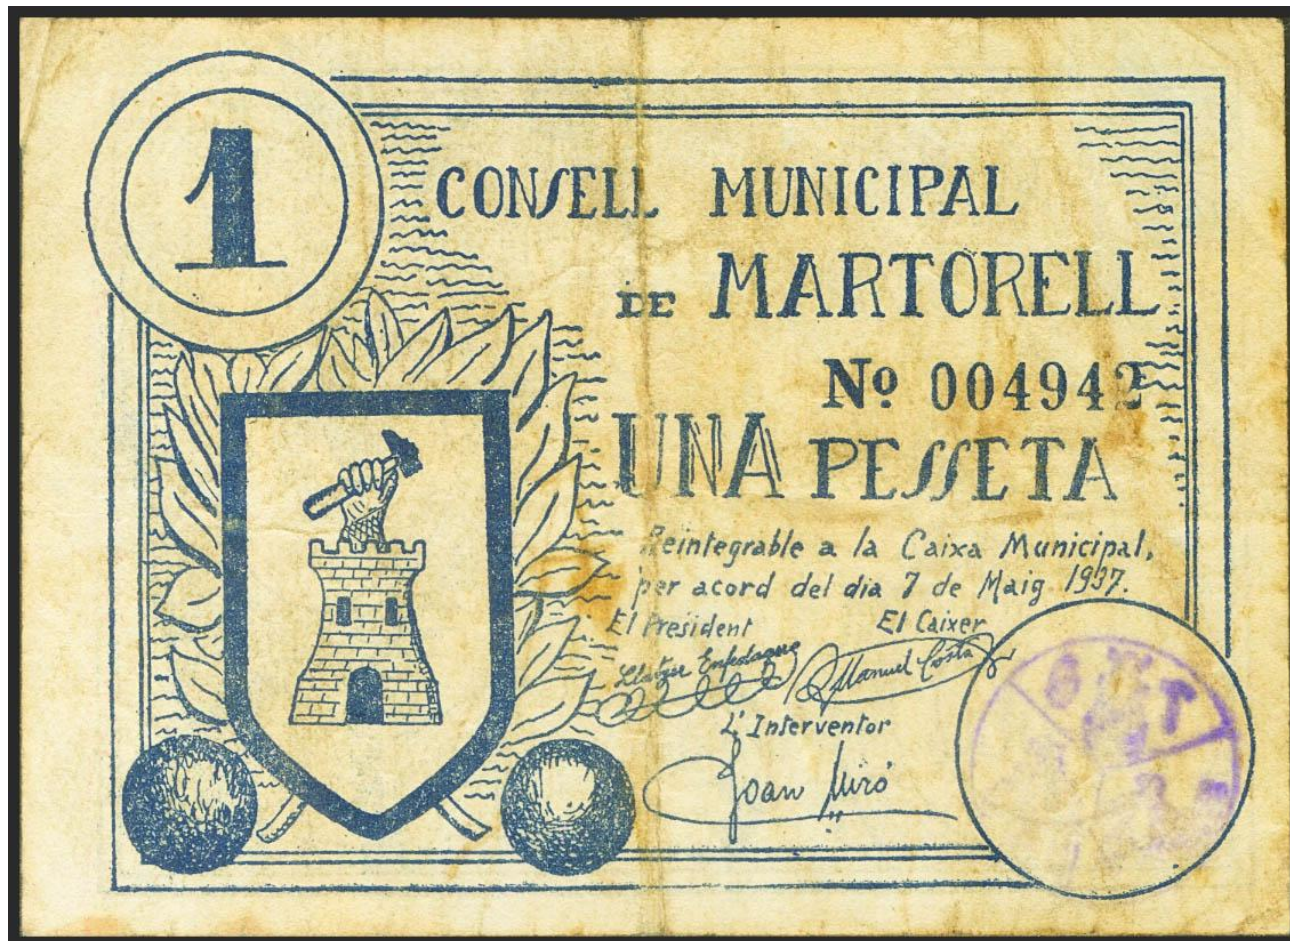 1
CONSELL MUNICIPAL
DE MARTORELL
Nº 004942
UNA PESSETA
Reintegrable a la Caixa Municipal,
per acord del dia 7 de Maig 1937.
El President El Caixer
Manuel Costa
L'Interventor
Joan Miró